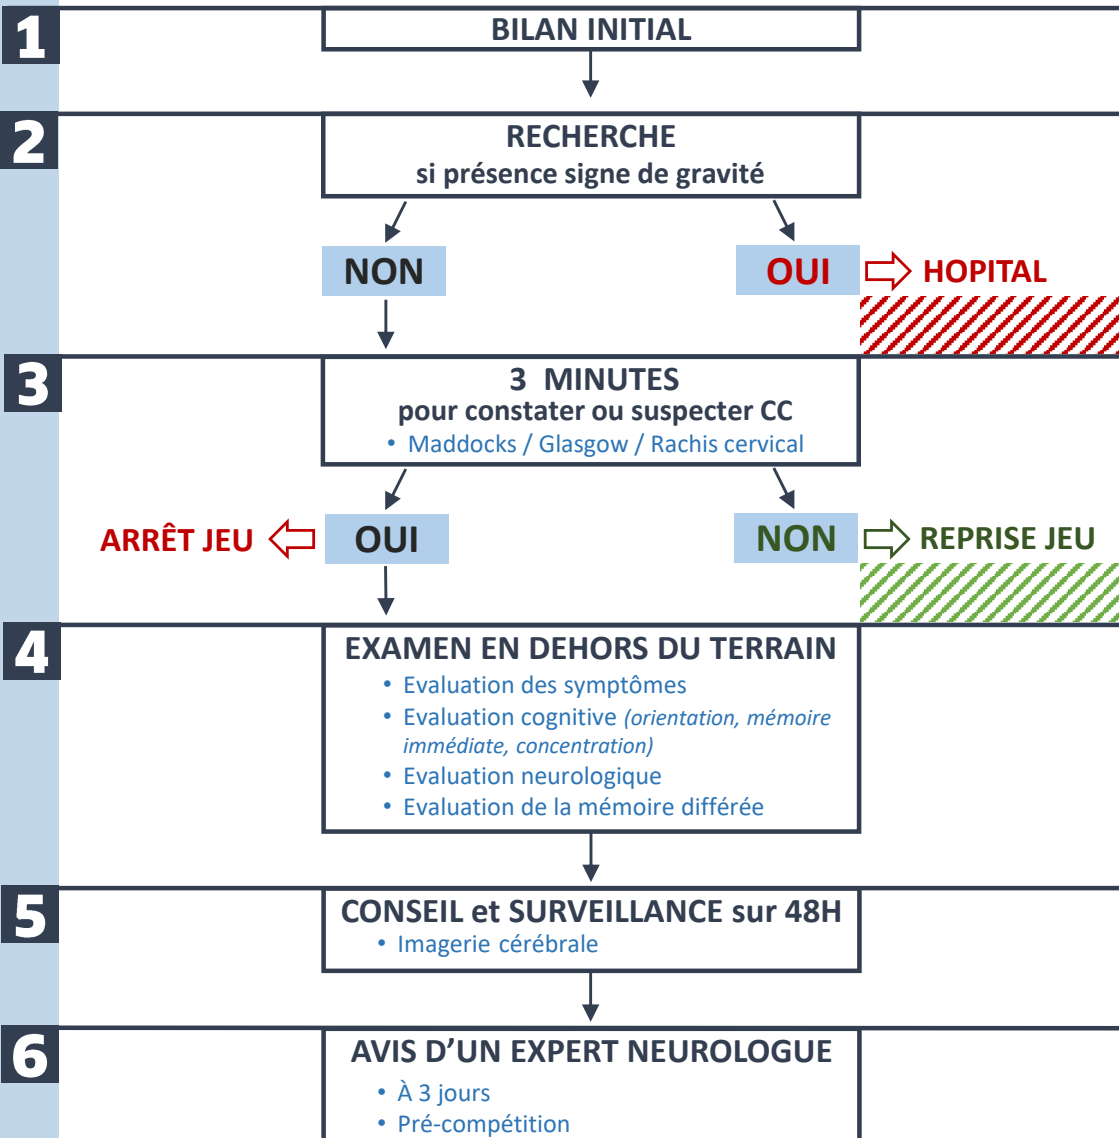 1
BILAN INITIAL
2
RECHERCHE
si présence signe de gravité
NON
OUI
HOPITAL
3
3 MINUTES
pour constater ou suspecter CC
• Maddocks / Glasgow / Rachis cervical
ARRÊT JEU
OUI
NON
REPRISE JEU
4
EXAMEN EN DEHORS DU TERRAIN
• Evaluation des symptômes
• Evaluation cognitive (orientation, mémoire
immédiate, concentration)
• Evaluation neurologique
• Evaluation de la mémoire différée
5
CONSEIL et SURVEILLANCE sur 48H
• Imagerie cérébrale
6
AVIS D’UN EXPERT NEUROLOGUE
• À 3 jours
• Pré-compétition